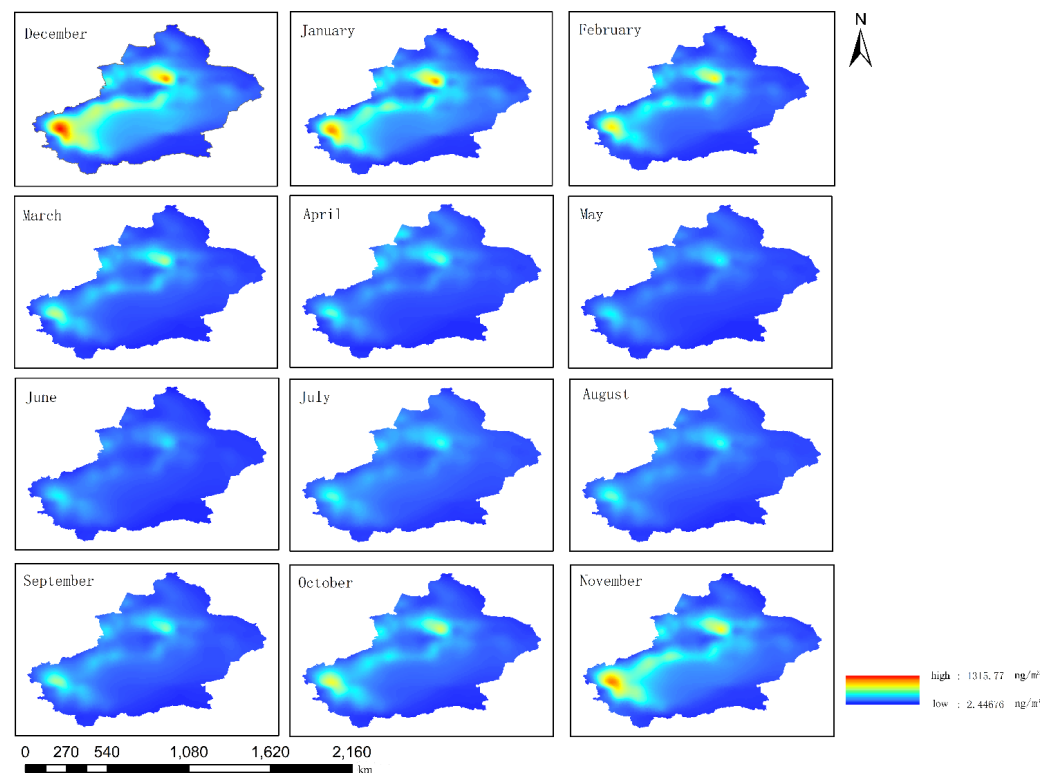 December
January
February
N
March
April
May
June
July
August
September
October
November
high : 1315.77 ng/m³
low : 2.44676 ng/m³
0 270 540 1,080 1,620 2,160
km